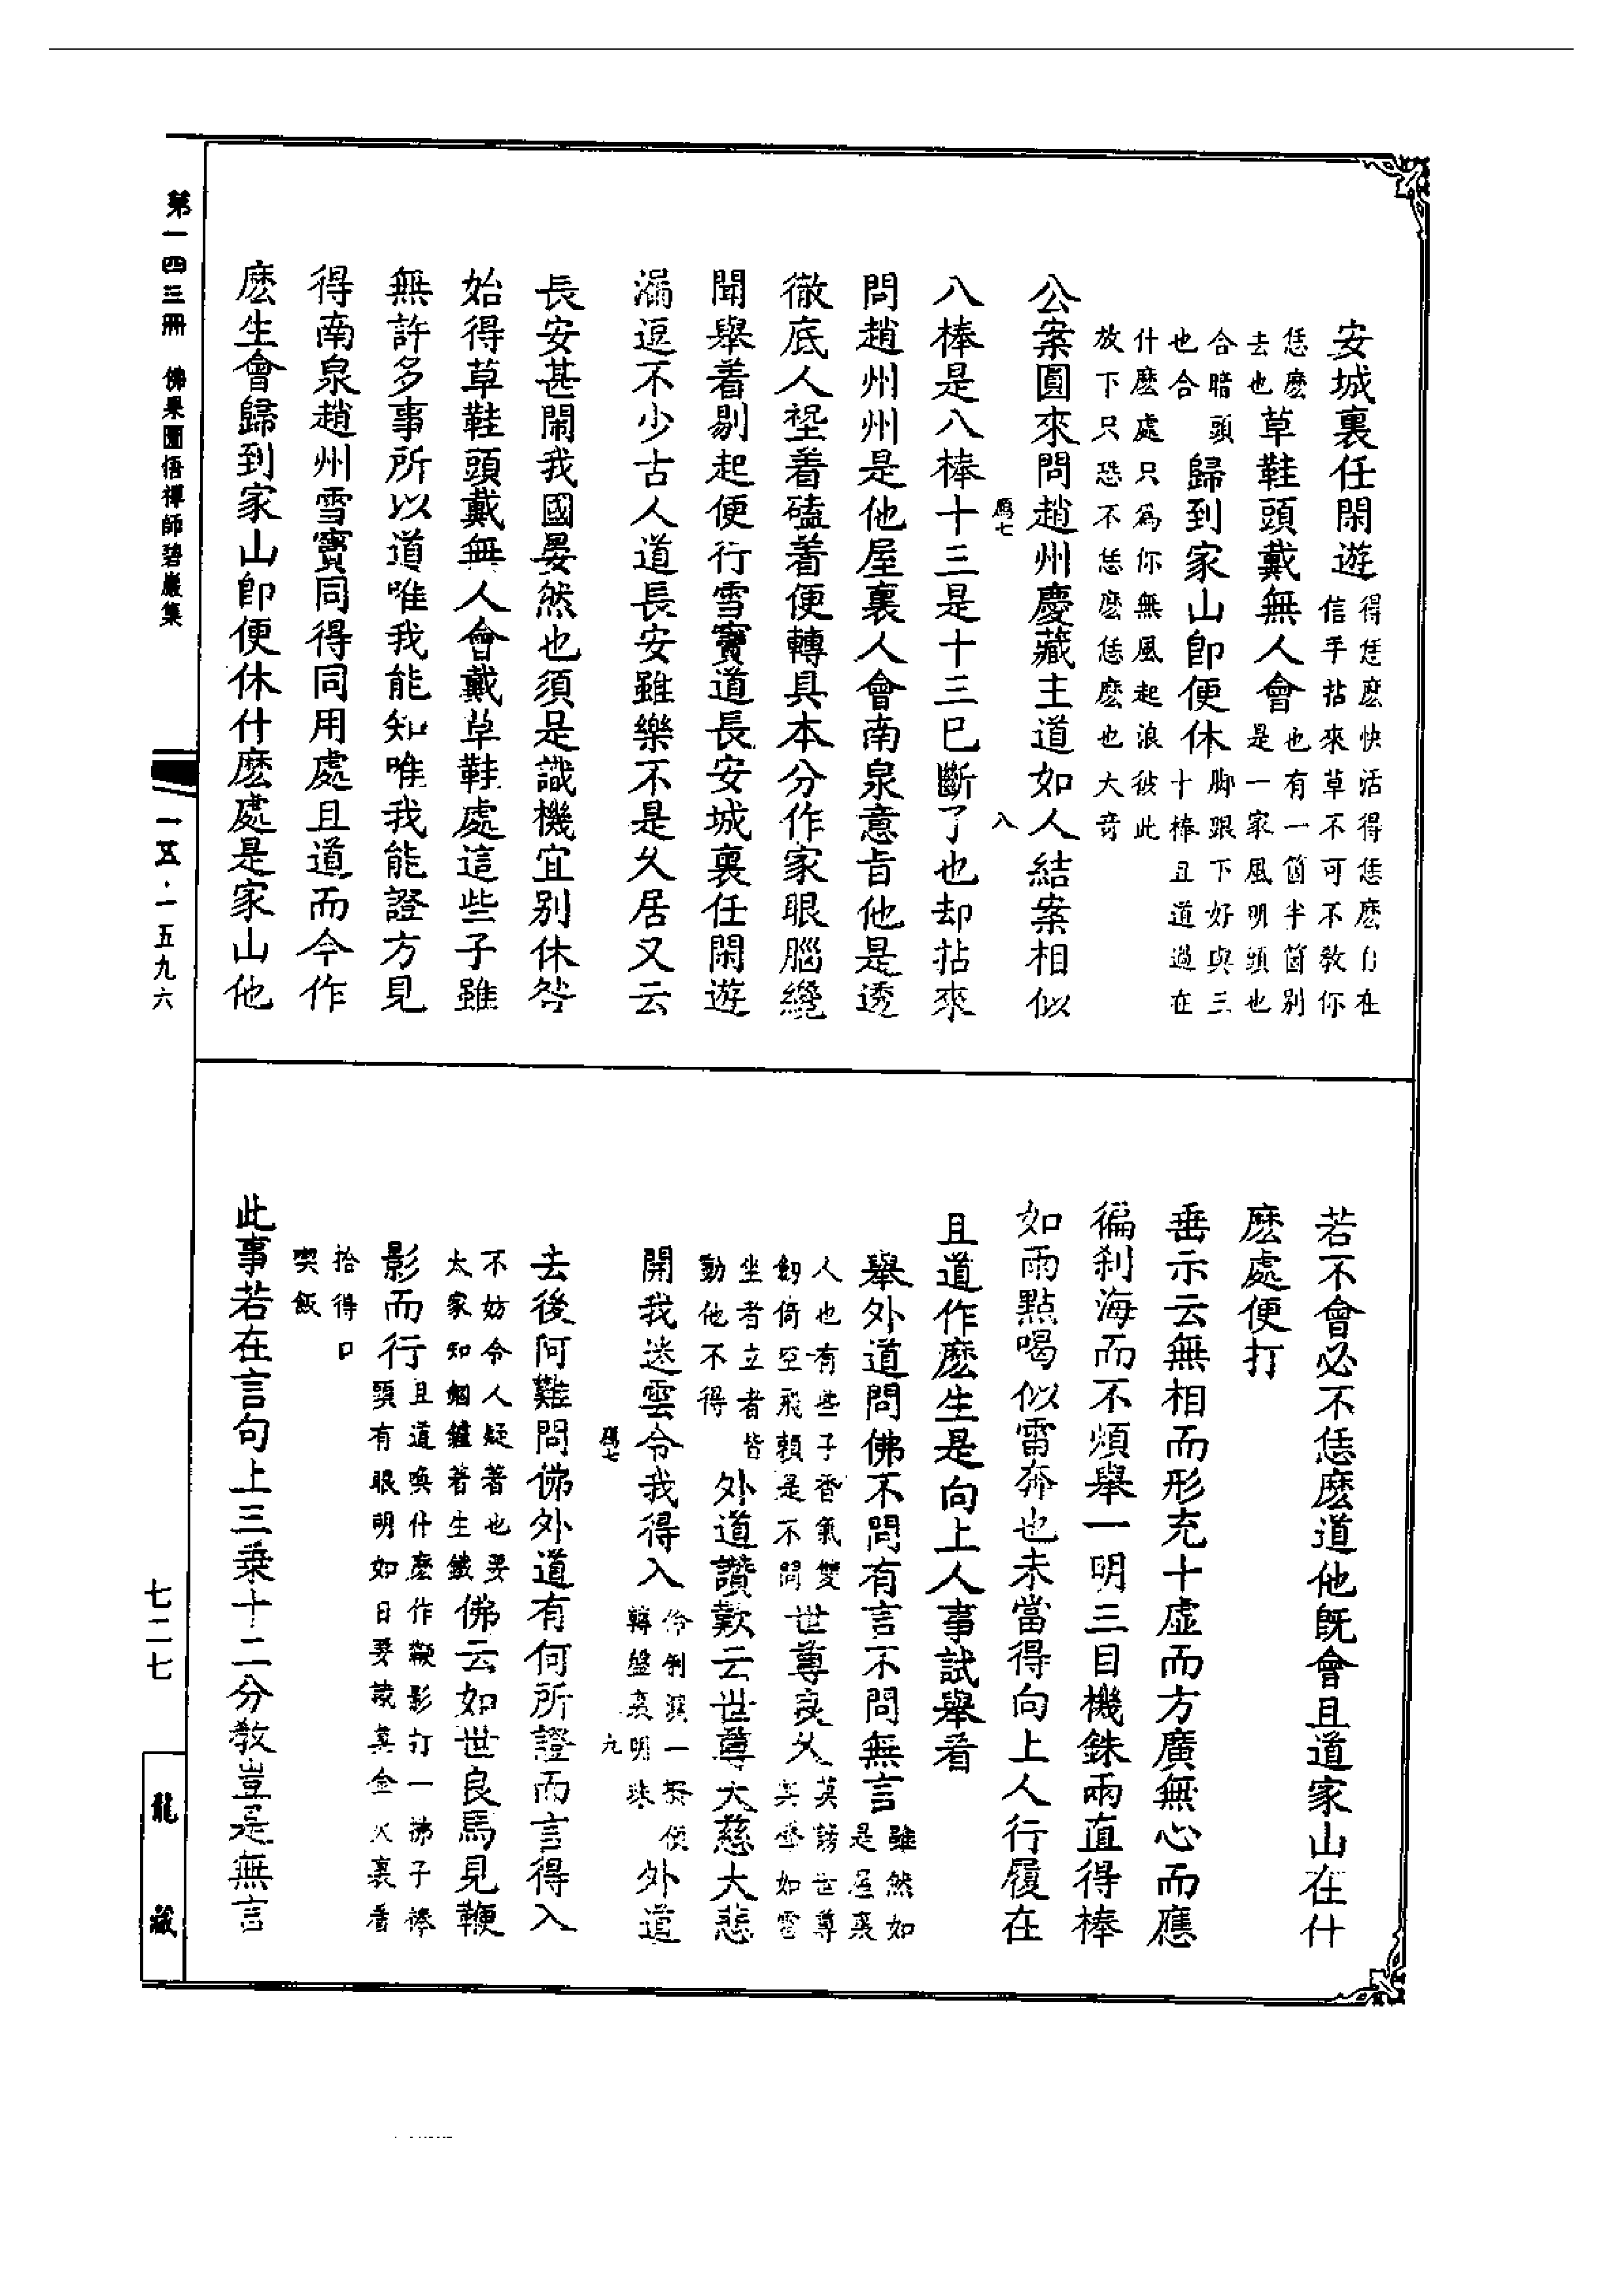 安城裏任閑遊得恁麽快活得恁麽自在信手拈來草不可不教你
恁麽去也草鞋頭戴無人會也有一箇半箇別是一家風明頭也
合暗頭也合歸到家山卽便休脚跟下好與三十棒且道過在
什麽處只爲你無風起浪彼此放下只恐不恁麽恁麽也大奇
公案圓來問趙州慶藏主道如人結案相似
鴈七 八
八棒是八棒十三是十三已斷了也却拈來
問趙州州是他屋裏人會南泉意旨他是透
徹底人𡎺着磕着便轉具本分作家眼腦纔
聞舉着剔起便行雪竇道長安城裏任閑遊
漏逗不少古人道長安雖樂不是久居又云
長安甚閙我國晏然也須是識機宜別休咎
始得草鞋頭戴無人會戴草鞋處這些子雖
無許多事所以道唯我能知唯我能證方見
得南泉趙州雪竇同得同用處且道而今作
麽生會歸到家山卽便休什麽處是家山他
若不會必不恁麽道他旣會且道家山在什
麽處便打
垂示云無相而形充十虛而方廣無心而應
徧刹海而不煩舉一明三目機銖兩直得棒
如雨點喝似雷奔也未當得向上人行履在
且道作麽生是向上人事試舉看
舉外道問佛不問有言不問無言雖然如是屋裏
人也有些子香氣雙劒倚空飛賴是不問世尊良久莫謗世尊其聲如雷
坐者立者皆動他不得外道讚歎云世尊大慈大悲
開我迷雲令我得入伶俐漢一撥便轉盤裏明珠外道
鴈七 九
去後阿難問佛外道有何所證而言得入
不妨令人疑著也要大家知錮鑪著生鐵佛云如世良馬見鞭
影而行且道喚什麽作鞭影打一拂子棒頭有眼明如日要識眞金火裏看
拾得口喫飯
此事若在言句上三乘十二分教豈是無言
第一四三冊 佛果圜悟禪師碧巖集
一五·一五九六
七二七
龍藏